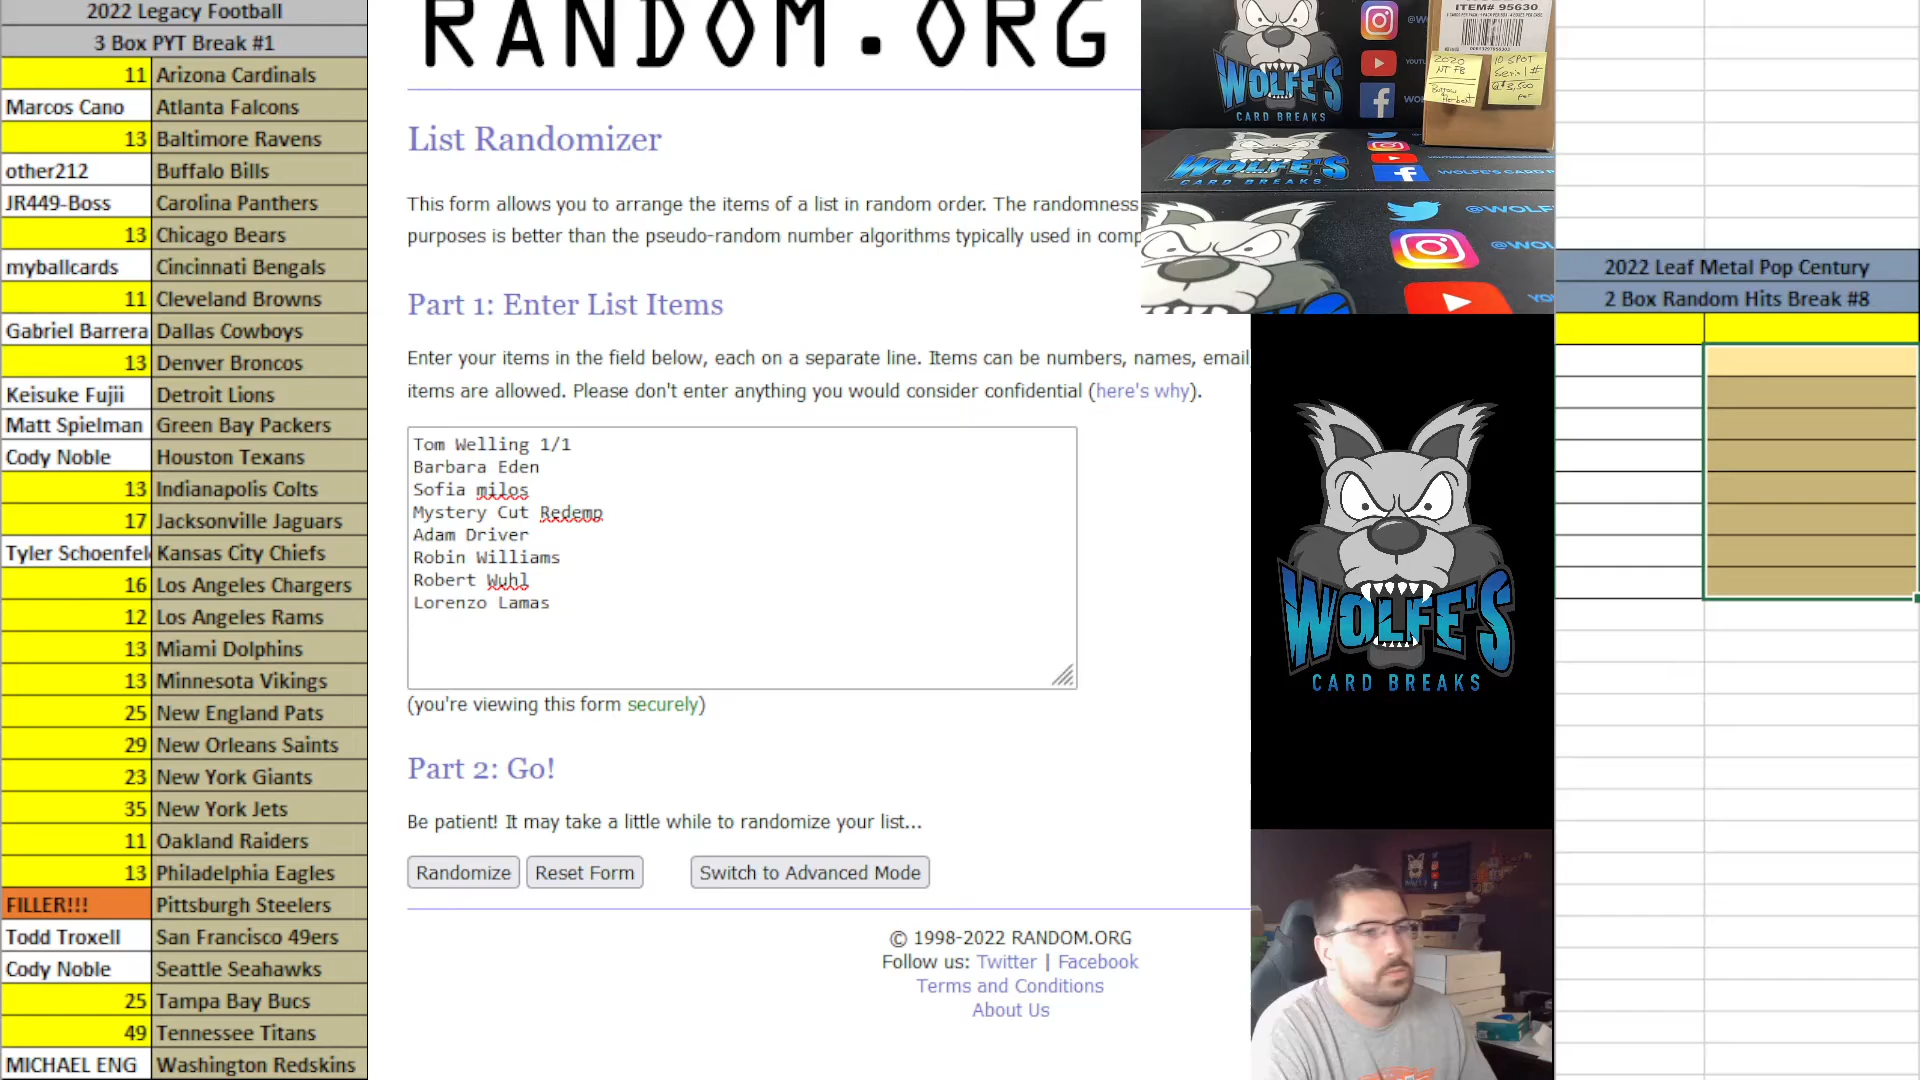 2022 Legacy Football
3 Box PYT Break #1
11 Arizona Cardinals
Marcos Cano Atlanta Falcons
13 Baltimore Ravens
other212 Buffalo Bills
JR449-Boss Carolina Panthers
13 Chicago Bears
myballcards Cincinnati Bengals
11 Cleveland Browns
Gabriel Barrera Dallas Cowboys
13 Denver Broncos
Keisuke Fujii Detroit Lions
Matt Spielman Green Bay Packers
Cody Noble Houston Texans
13 Indianapolis Colts
17 Jacksonville Jaguars
Tyler Schoenfel Kansas City Chiefs
16 Los Angeles Chargers
12 Los Angeles Rams
13 Miami Dolphins
13 Minnesota Vikings
25 New England Pats
29 New Orleans Saints
23 New York Giants
35 New York Jets
11 Oakland Raiders
13 Philadelphia Eagles
FILLER!!! Pittsburgh Steelers
Todd Troxell San Francisco 49ers
Cody Noble Seattle Seahawks
25 Tampa Bay Bucs
49 Tennessee Titans
MICHAEL ENG Washington Redskins
RANDOM.ORG
List Randomizer
This form allows you to arrange the items of a list in random order. The randomness
purposes is better than the pseudo-random number algorithms typically used in comp
Part 1: Enter List Items
Enter your items in the field below, each on a separate line. Items can be numbers, names, email
items are allowed. Please don't enter anything you would consider confidential (here's why).
Tom Welling 1/1
Barbara Eden
Sofia milos
Mystery Cut Redemp
Adam Driver
Robin Williams
Robert Wuhl
Lorenzo Lamas
(you're viewing this form securely)
Part 2: Go!
Be patient! It may take a little while to randomize your list...
Randomize Reset Form Switch to Advanced Mode
© 1998-2022 RANDOM.ORG
Follow us: Twitter | Facebook
Terms and Conditions
About Us
ITEM# 95630
2020
NT FB
10 SPOT
Serial #
WOLFE'S
CARD BREAKS
WOLFE'S
CARD BREAKS
@WOLF
@WO
WOLFE'S
CARD BREAKS
2022 Leaf Metal Pop Century
2 Box Random Hits Break #8